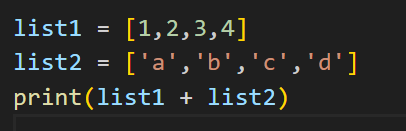 list1 = [1,2,3,4]
list2 = ['a','b','c','d']
print(list1 + list2)